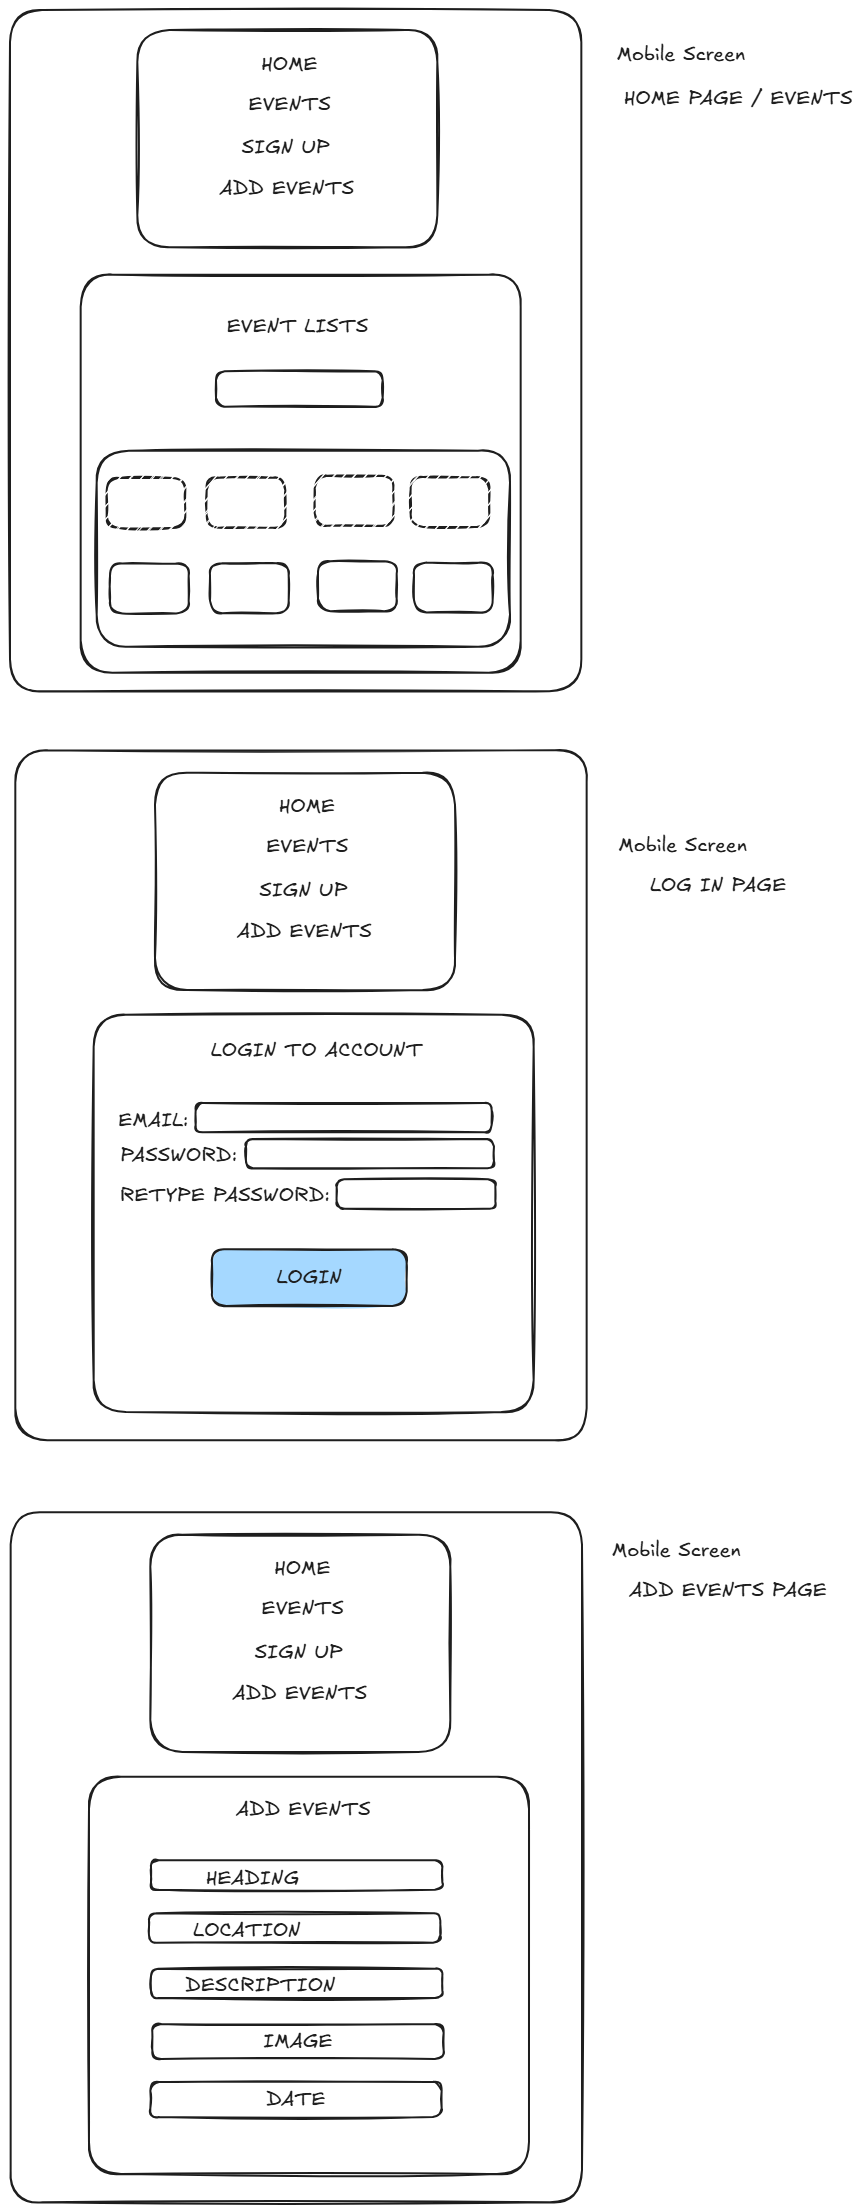 HOME
EVENTS
SIGN UP
ADD EVENTS
Mobile Screen
HOME PAGE / EVENTS
EVENT LISTS
HOME
EVENTS
SIGN UP
ADD EVENTS
Mobile Screen
LOG IN PAGE
LOGIN TO ACCOUNT
EMAIL:
PASSWORD:
RETYPE PASSWORD:
LOGIN
HOME
EVENTS
SIGN UP
ADD EVENTS
Mobile Screen
ADD EVENTS PAGE
ADD EVENTS
HEADING
LOCATION
DESCRIPTION
IMAGE
DATE